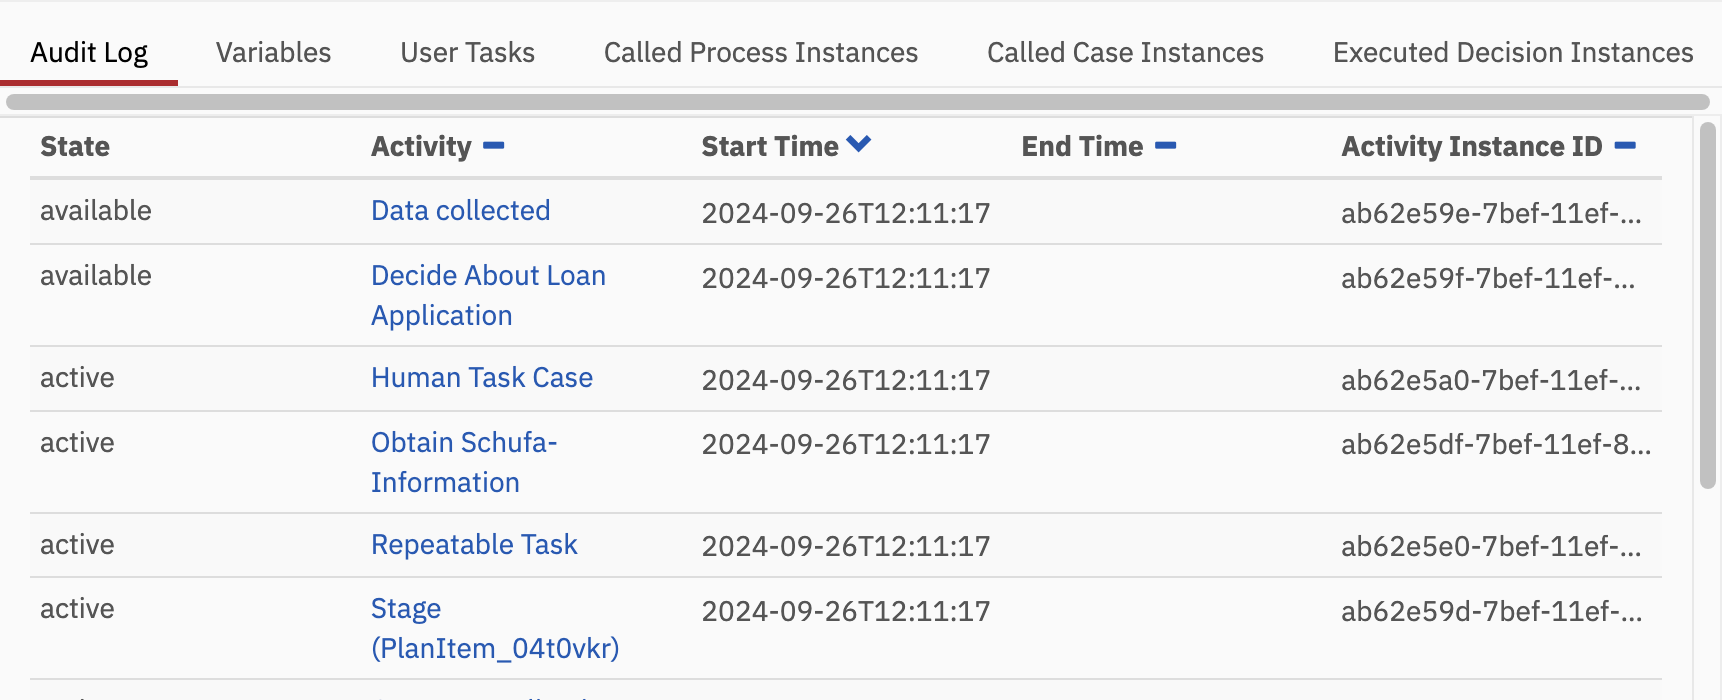 Audit Log Variables User Tasks Called Process Instances Called Case Instances Executed Decision Instances
State Activity Start Time End Time Activity Instance ID
available Data collected 2024-09-26T12:11:17 ab62e59e-7bef-11ef-...
available Decide About Loan 2024-09-26T12:11:17 ab62e59f-7bef-11ef-...
Application
active Human Task Case 2024-09-26T12:11:17 ab62e5a0-7bef-11ef-...
active Obtain Schufa- 2024-09-26T12:11:17 ab62e5df-7bef-11ef-8...
Information
active Repeatable Task 2024-09-26T12:11:17 ab62e5e0-7bef-11ef-...
active Stage 2024-09-26T12:11:17 ab62e59d-7bef-11ef-...
(PlanItem_04t0vkr)